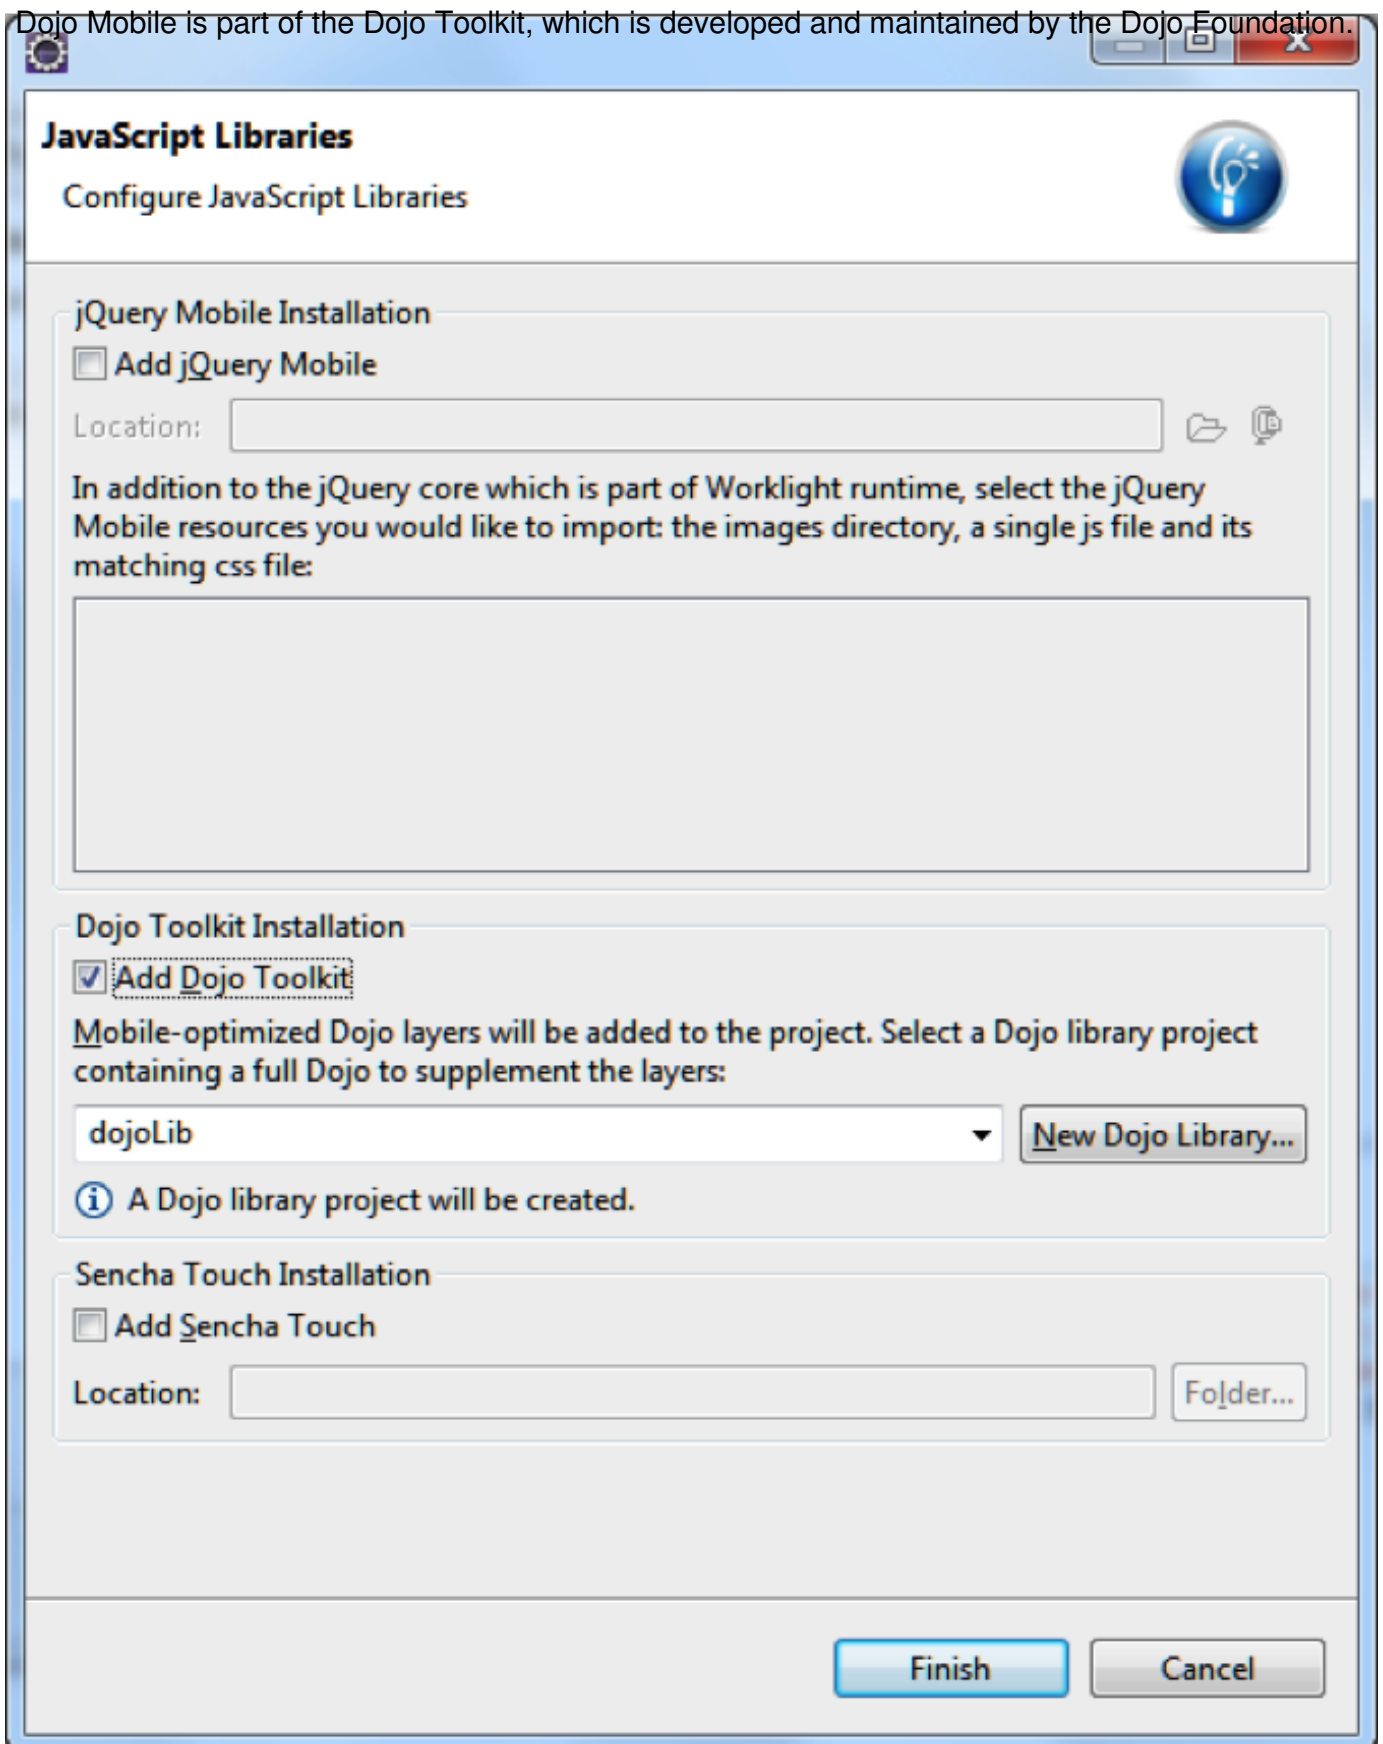 Dojo Mobile is part of the Dojo Toolkit, which is developed and maintained by the Dojo Foundation.
JavaScript Libraries
Configure JavaScript Libraries
jQuery Mobile Installation
Add jQuery Mobile
Location:
In addition to the jQuery core which is part of Worklight runtime, select the jQuery
Mobile resources you would like to import: the images directory, a single js file and its
matching css file:
Dojo Toolkit Installation
Add Dojo Toolkit
Mobile-optimized Dojo layers will be added to the project. Select a Dojo library project
containing a full Dojo to supplement the layers:
dojoLib
New Dojo Library...
A Dojo library project will be created.
Sencha Touch Installation
Add Sencha Touch
Location:
Folder...
Finish
Cancel